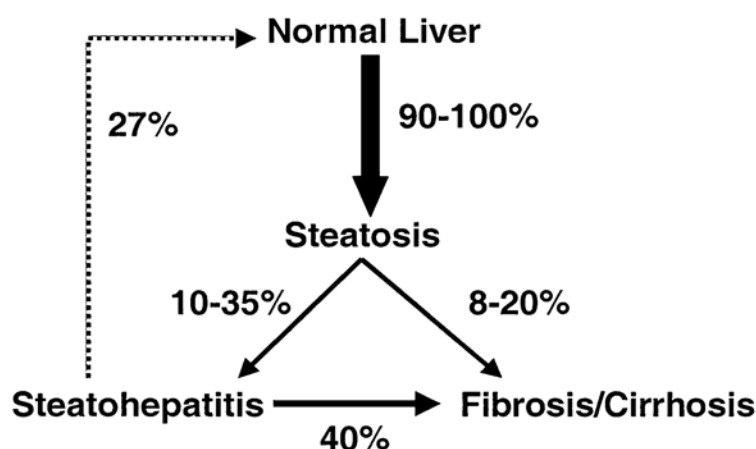 Normal Liver
27%
90-100%
Steatosis
10-35%
8-20%
Steatohepatitis
Fibrosis/Cirrhosis
40%